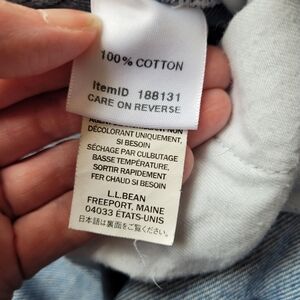 100% COTTON
ItemID 188131
CARE ON REVERSE
DÉCOLORANT UNIQUEMENT,
SI BESOIN
SÉCHAGE PAR CULBUTAGE
BASSE TEMPÉRATURE,
SORTIR RAPIDEMENT
FER CHAUD SI BESOIN
L.L.BEAN
FREEPORT, MAINE
04033 ÉTATS-UNIS
日本語は裏面をご覧ください。